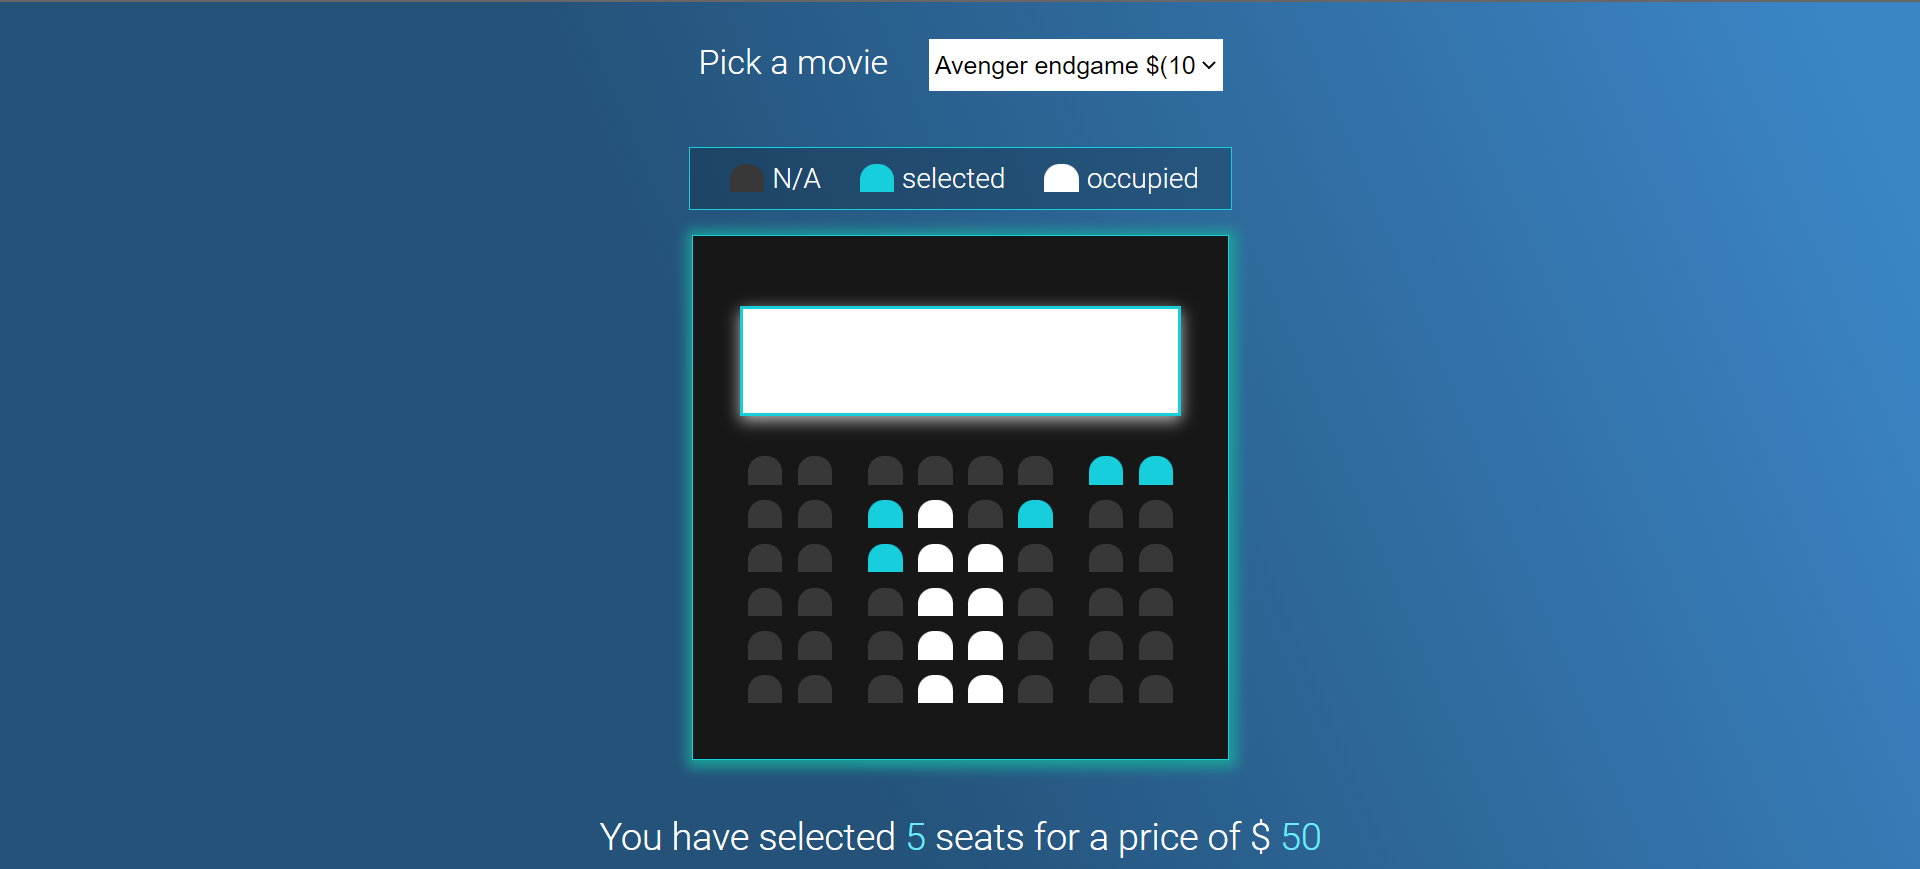 Pick a movie
Avenger endgame $(10
N/A selected occupied
You have selected 5 seats for a price of $ 50